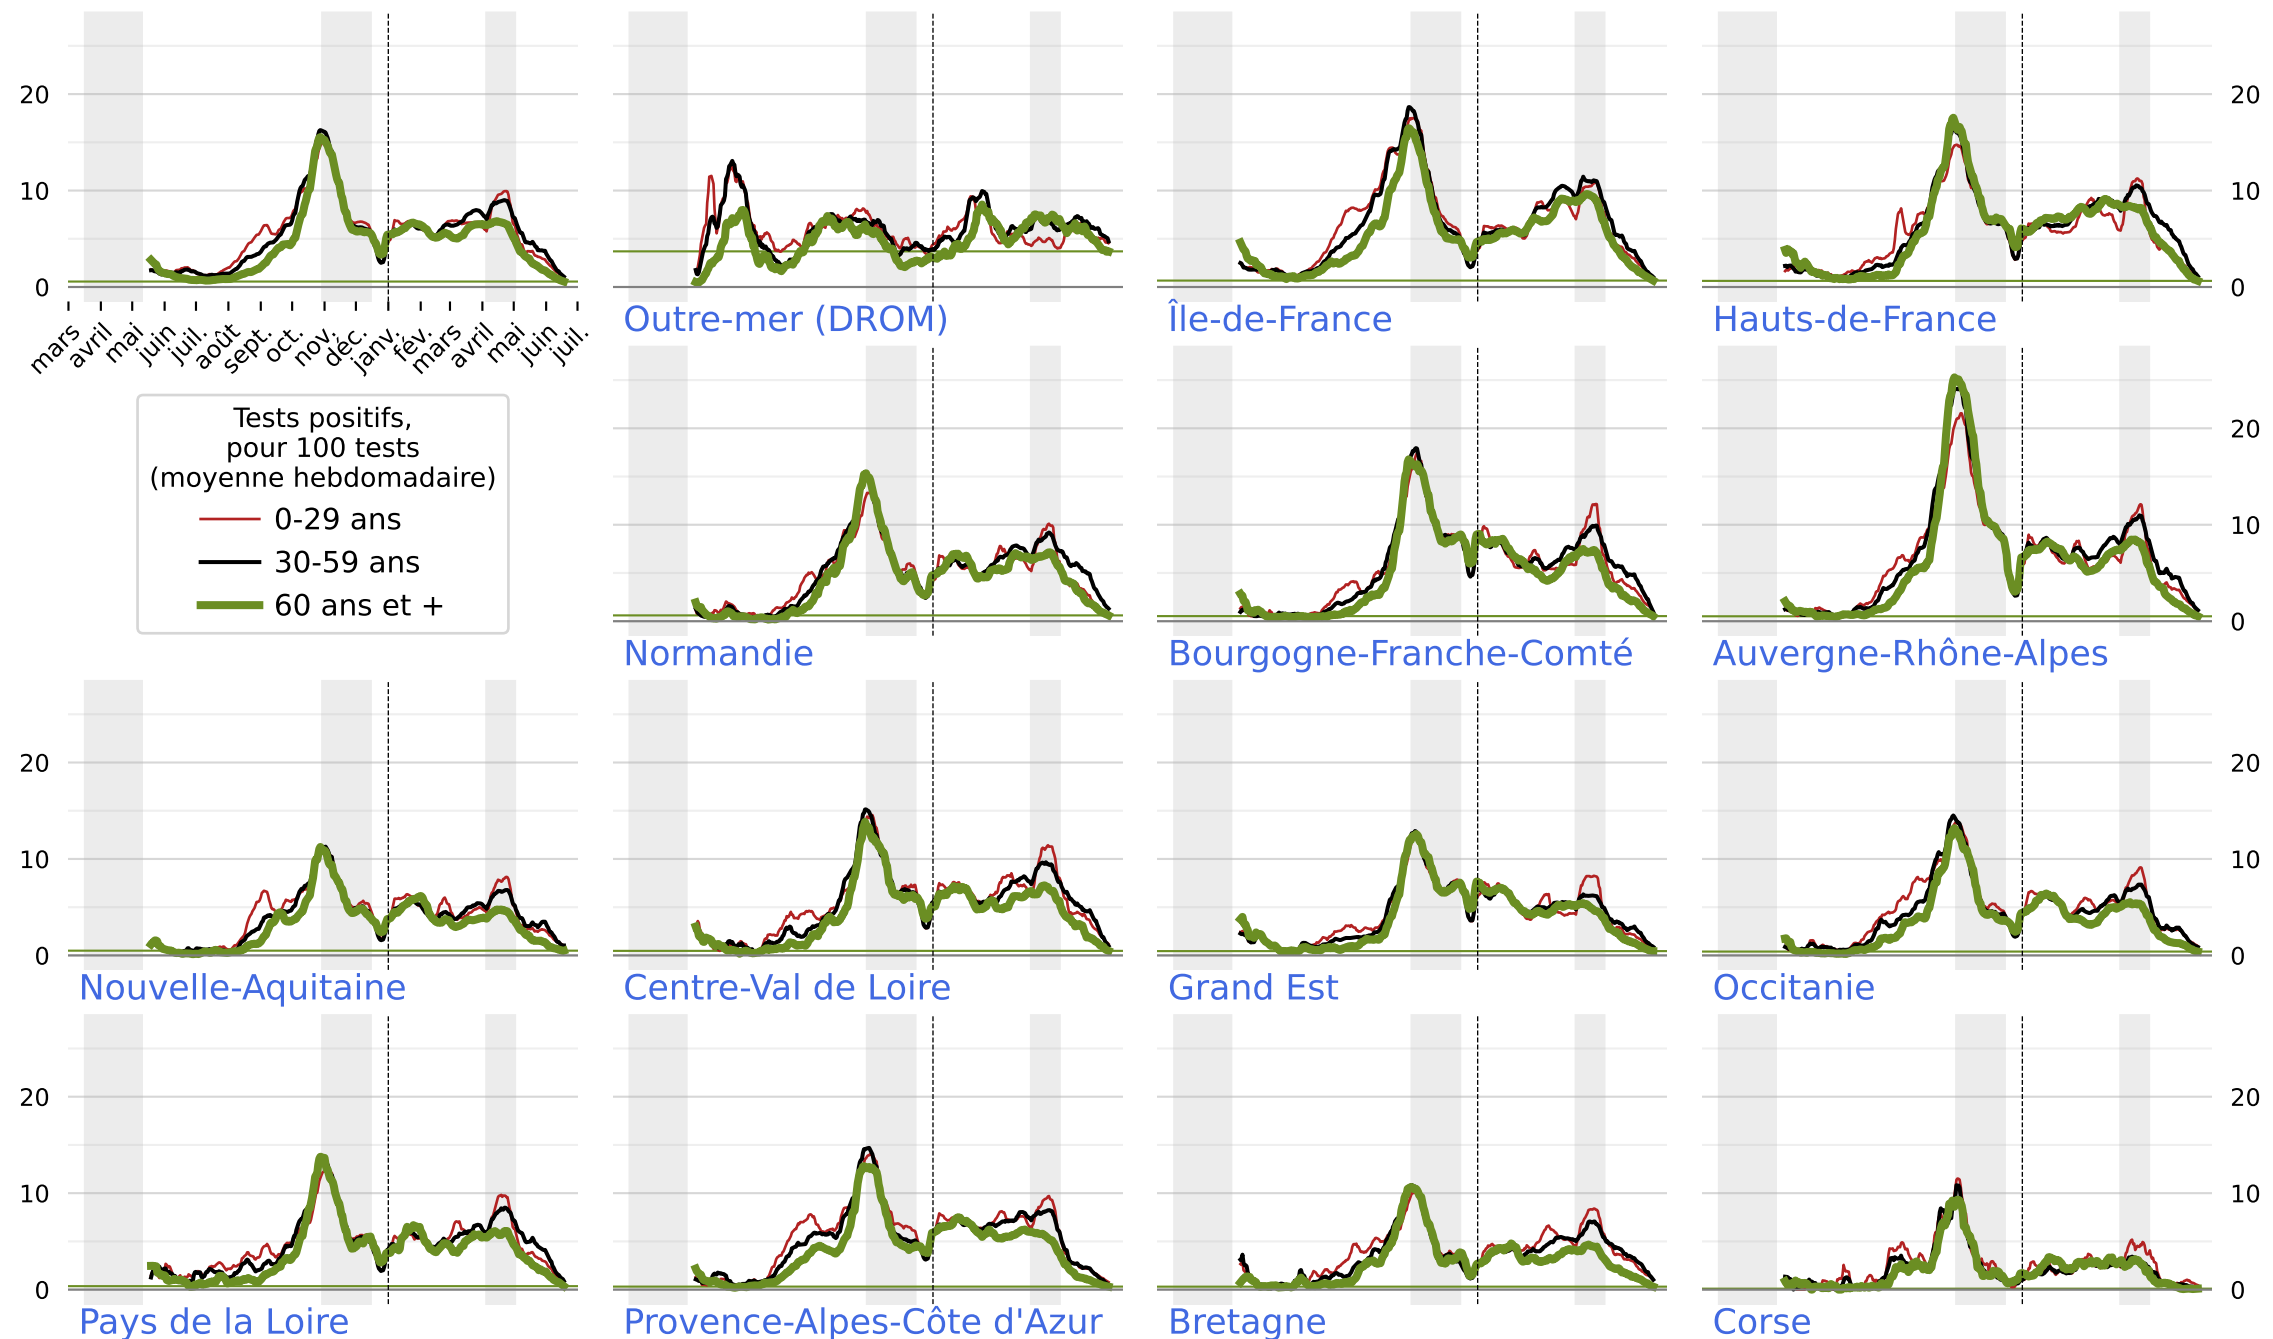 20
10
0
20
10
0
mars
avril
mai
juin
juil.
août
sept.
oct.
nov.
déc.
janv.
fév.
mars
avril
mai
juin
juil.
Outre-mer (DROM)
Île-de-France
Hauts-de-France
Tests positifs,
pour 100 tests
(moyenne hebdomadaire)
0-29 ans
30-59 ans
60 ans et +
20
10
0
Normandie
Bourgogne-Franche-Comté
Auvergne-Rhône-Alpes
20
10
0
20
10
0
Nouvelle-Aquitaine
Centre-Val de Loire
Grand Est
Occitanie
20
10
0
20
10
0
Pays de la Loire
Provence-Alpes-Côte d'Azur
Bretagne
Corse